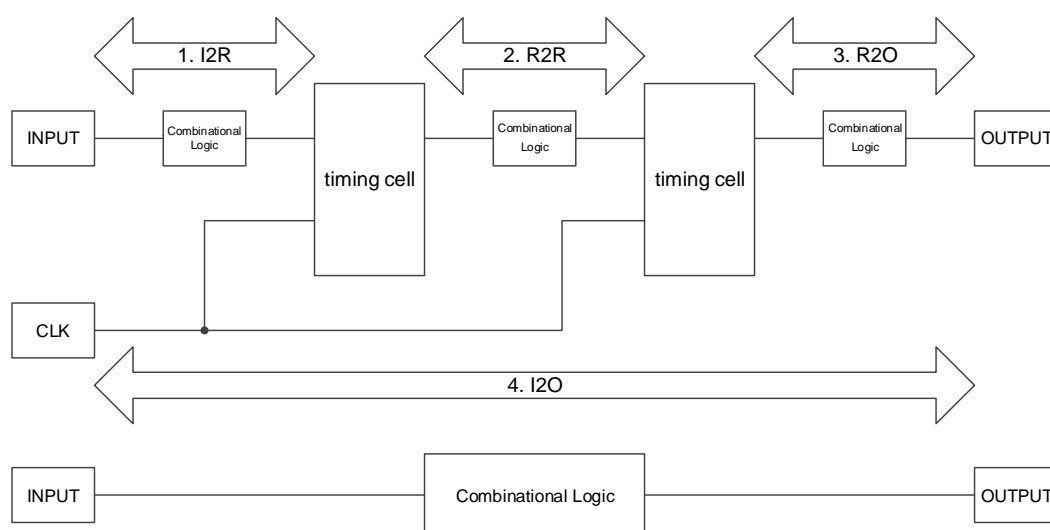 1. I2R
2. R2R
3. R2O
INPUT
Combinational
Logic
timing cell
Combinational
Logic
timing cell
Combinational
Logic
OUTPUT
CLK
4. I2O
INPUT
Combinational Logic
OUTPUT